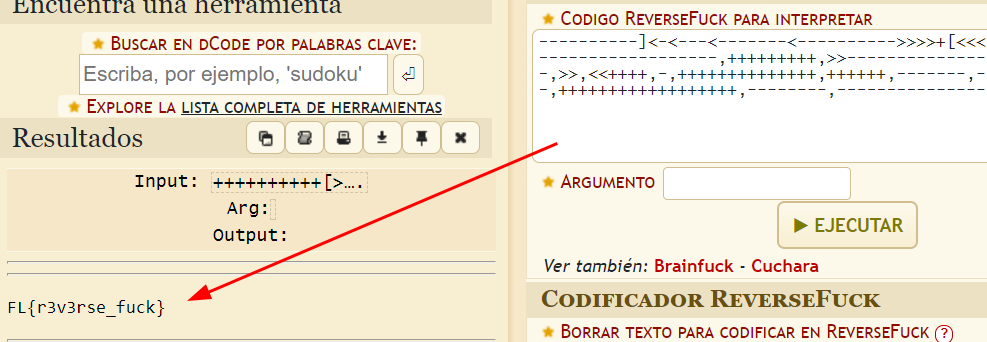 Encuentra una herramienta
BUSCAR EN DCODE POR PALABRAS CLAVE:
Escriba, por ejemplo, 'sudoku'
EXPLORE LA LISTA COMPLETA DE HERRAMIENTAS
Resultados
Input: ++++++++++[>….
Arg:
Output:
FL{r3v3rse_fuck}
CODIGO REVERSEFUCK PARA INTERPRETAR
----------]<-<---<-------<---------->>>>+[<<<
-,>>,<<++++,-,++++++++++++++,++++++,-------,-
ARGUMENTO
▶ EJECUTAR
Ver también: Brainfuck - Cuchara
CODIFICADOR REVERSEFUCK
BORRAR TEXTO PARA CODIFICAR EN REVERSEFUCK (?)